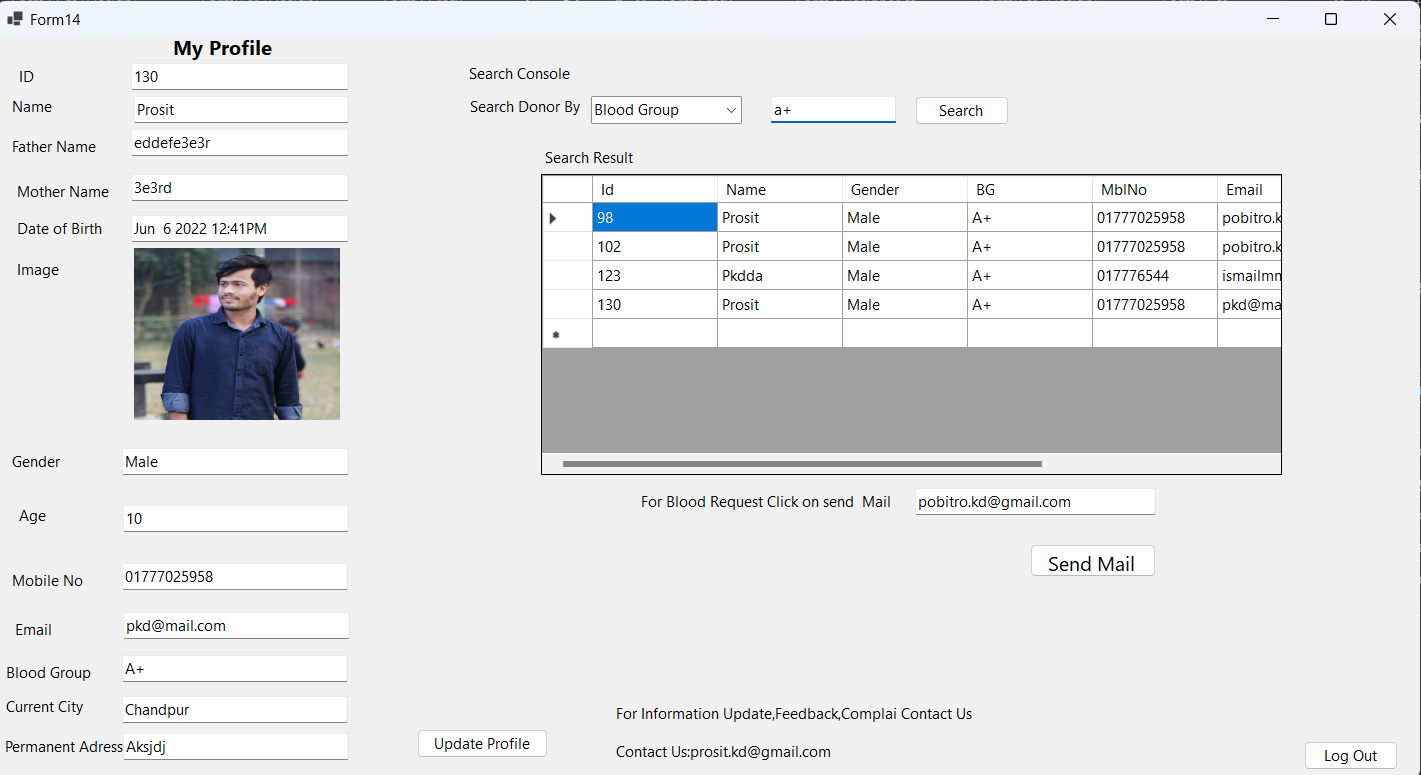 Form14
My Profile
ID 130
Name Prosit
Father Name eddefe3e3r
Mother Name 3e3rd
Date of Birth Jun  6 2022 12:41PM
Image
Gender Male
Age 10
Mobile No 01777025958
Email pkd@mail.com
Blood Group A+
Current City Chandpur
Permanent Adress Aksjdj
Update Profile
Search Console
Search Donor By Blood Group a+ Search
Search Result
Id Name Gender BG MblNo Email
98 Prosit Male A+ 01777025958 pobitro.k
102 Prosit Male A+ 01777025958 pobitro.k
123 Pkdda Male A+ 017776544 ismailmn
130 Prosit Male A+ 01777025958 pkd@ma
For Blood Request Click on send  Mail pobitro.kd@gmail.com
Send Mail
For Information Update,Feedback,Complai Contact Us
Contact Us:prosit.kd@gmail.com
Log Out